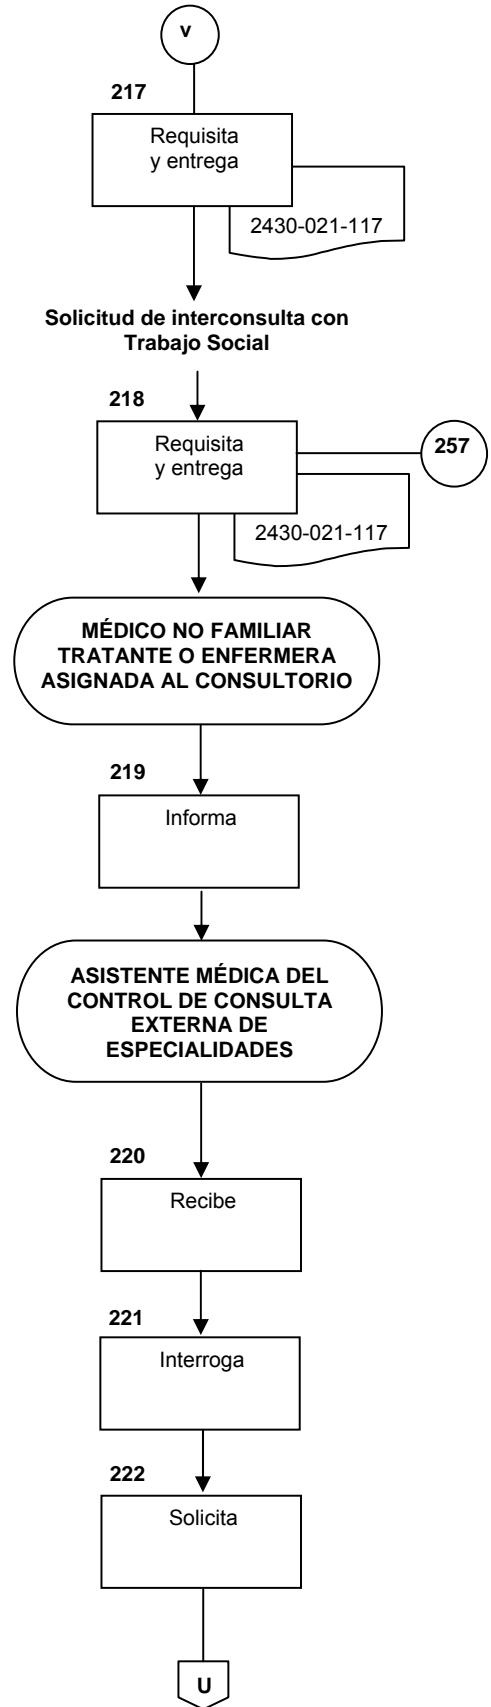 v
217
Requisita
y entrega
2430-021-117
Solicitud de interconsulta con
Trabajo Social
218
Requisita
y entrega
257
2430-021-117
MÉDICO NO FAMILIAR
TRATANTE O ENFERMERA
ASIGNADA AL CONSULTORIO
219
Informa
ASISTENTE MÉDICA DEL
CONTROL DE CONSULTA
EXTERNA DE
ESPECIALIDADES
220
Recibe
221
Interroga
222
Solicita
U